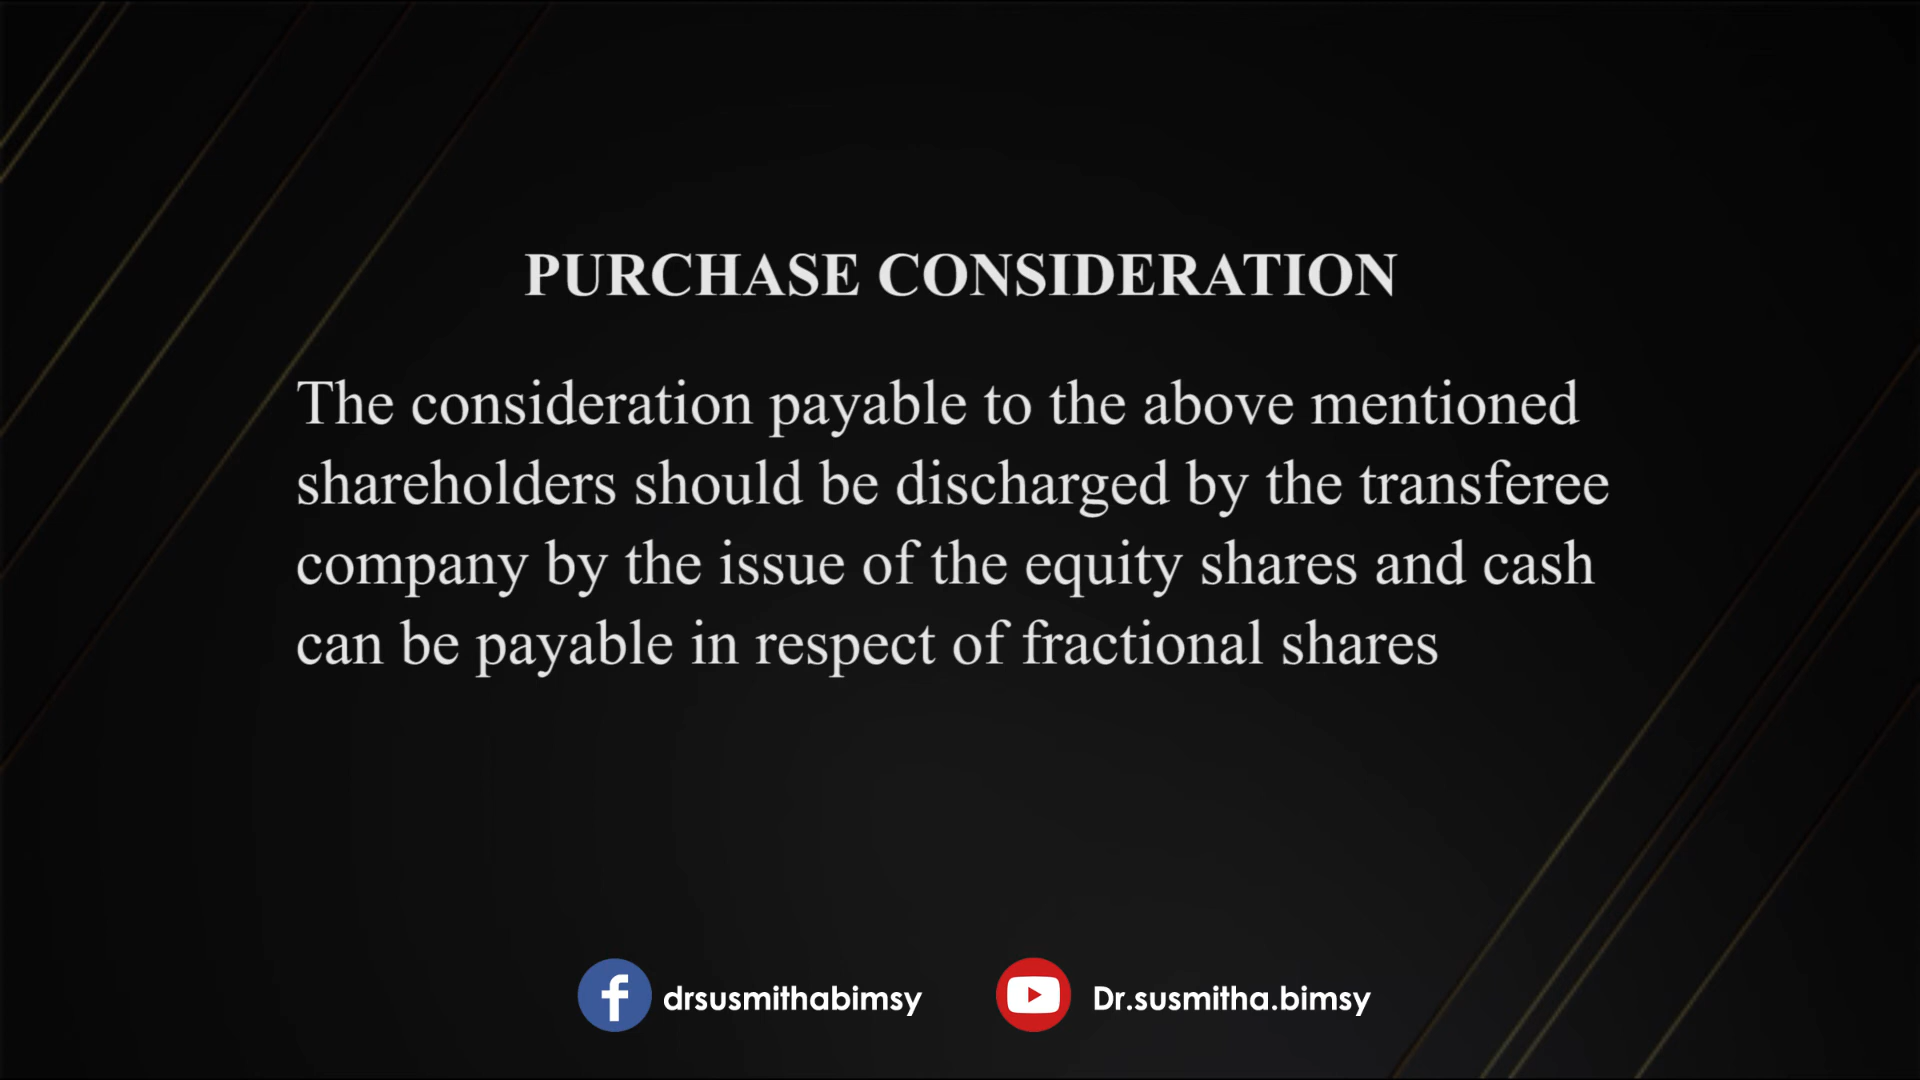 PURCHASE CONSIDERATION
The consideration payable to the above mentioned
shareholders should be discharged by the transferee
company by the issue of the equity shares and cash
can be payable in respect of fractional shares
drsusmithabimsy
Dr.susmitha.bimsy